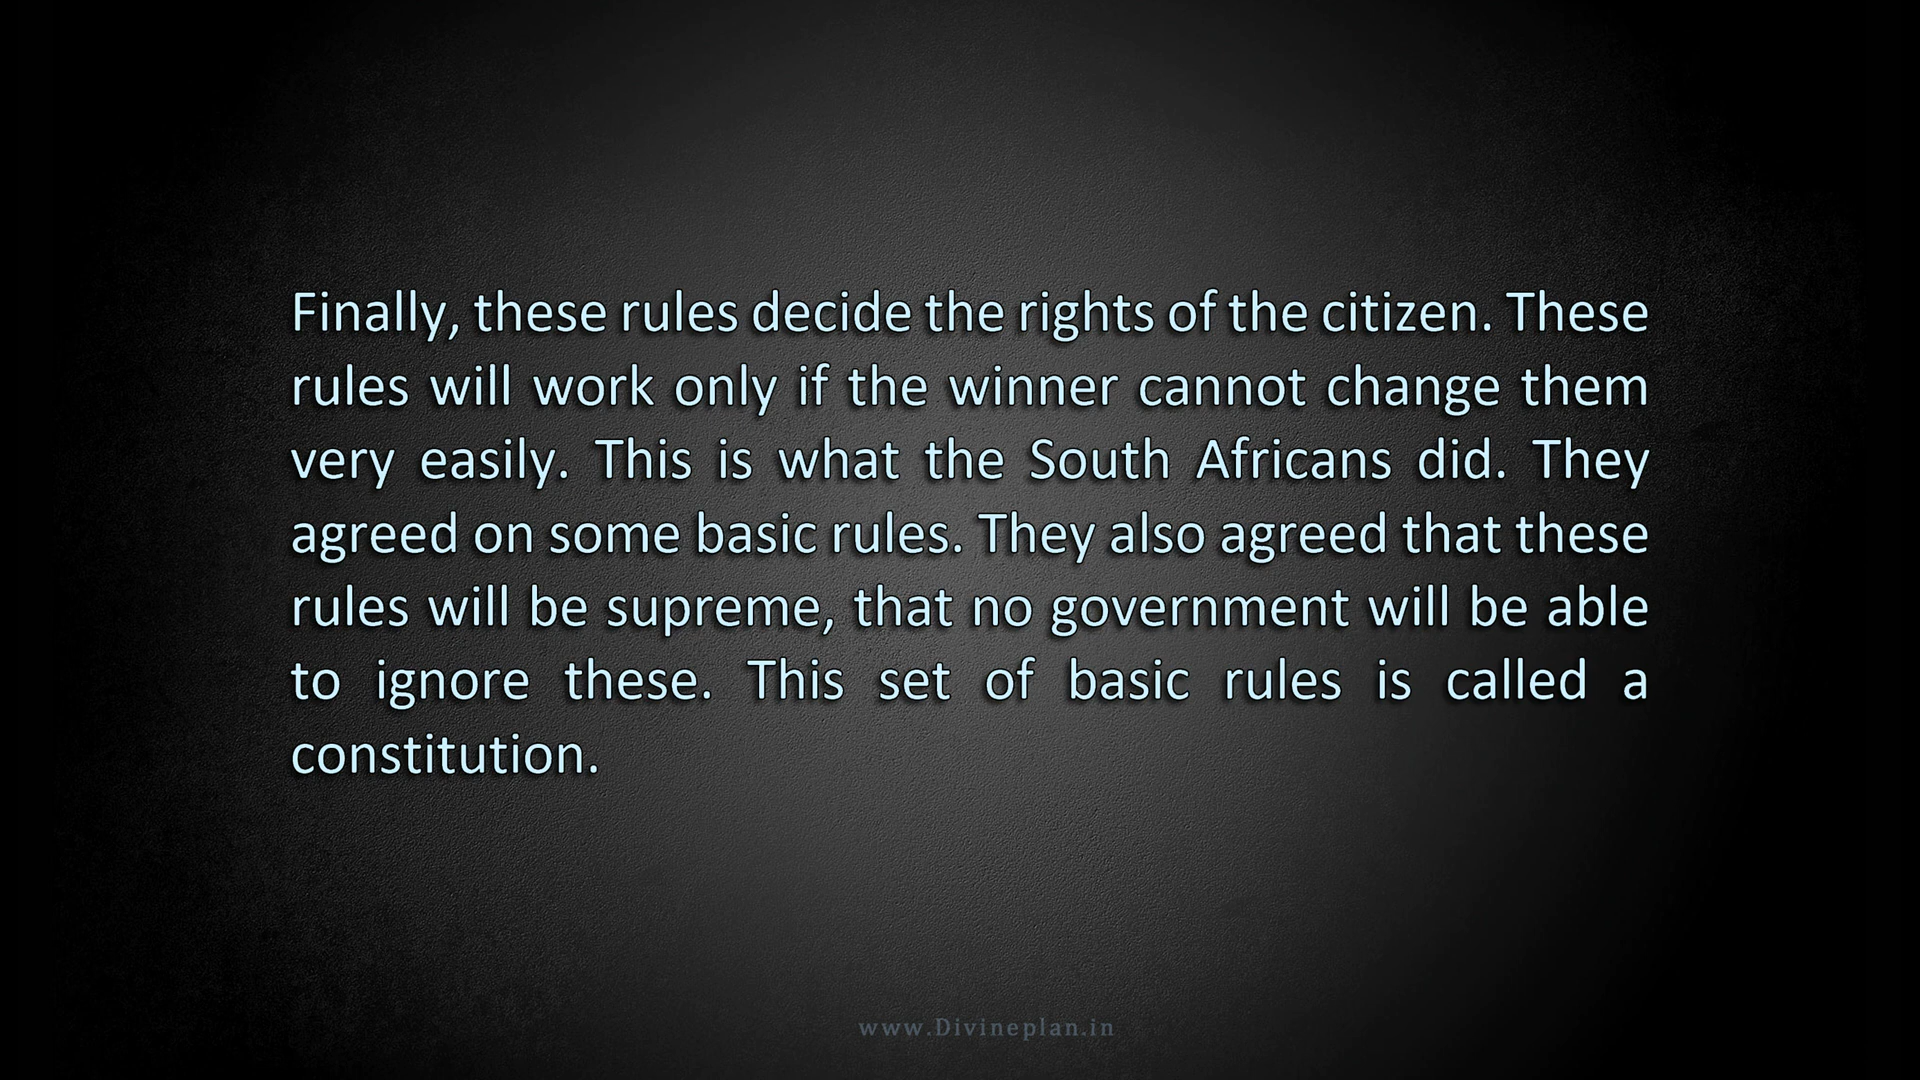 Finally, these rules decide the rights of the citizen. These
rules will work only if the winner cannot change them
very easily. This is what the South Africans did. They
agreed on some basic rules. They also agreed that these
rules will be supreme, that no government will be able
to ignore these. This set of basic rules is called a
constitution.
www.Divineplan.in